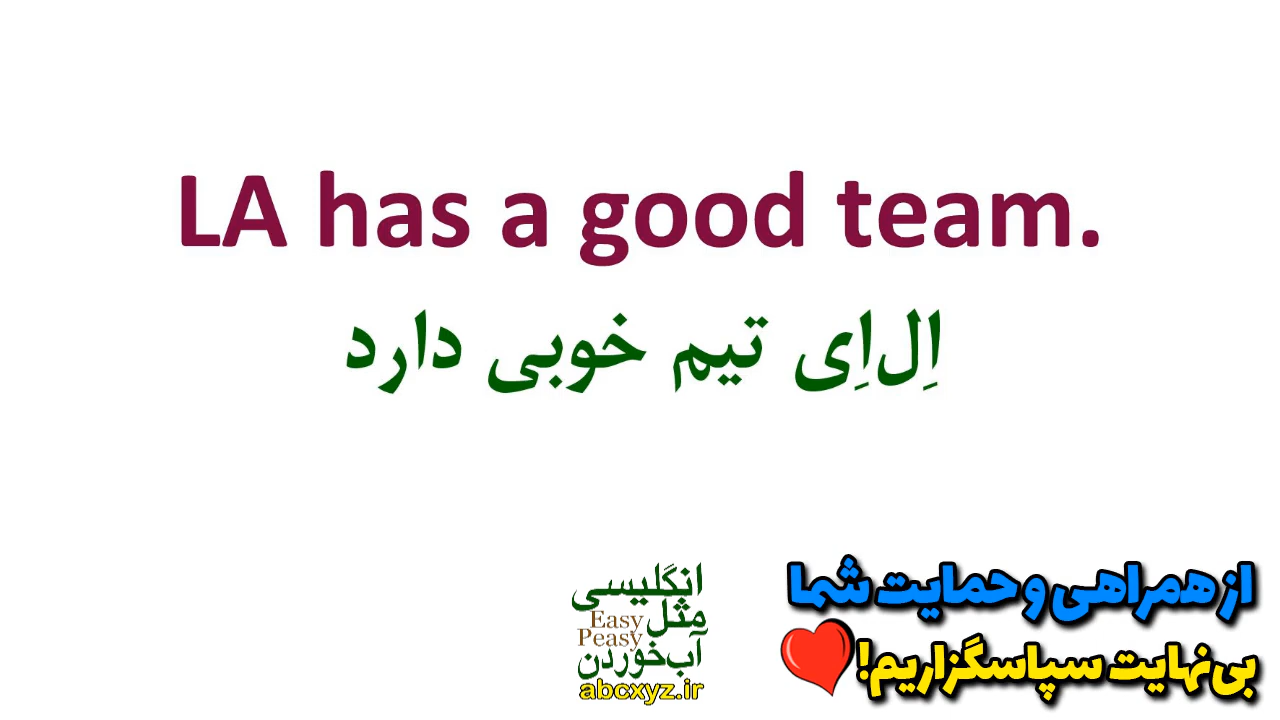 LA has a good team.
اِل‌اِی تیم خوبی دارد
انگلیسی
مثل
Easy
Peasy
آب‌خوردن
abcxyz.ir
از همراهی و حمایت شما
بی‌نهایت سپاسگزاریم!